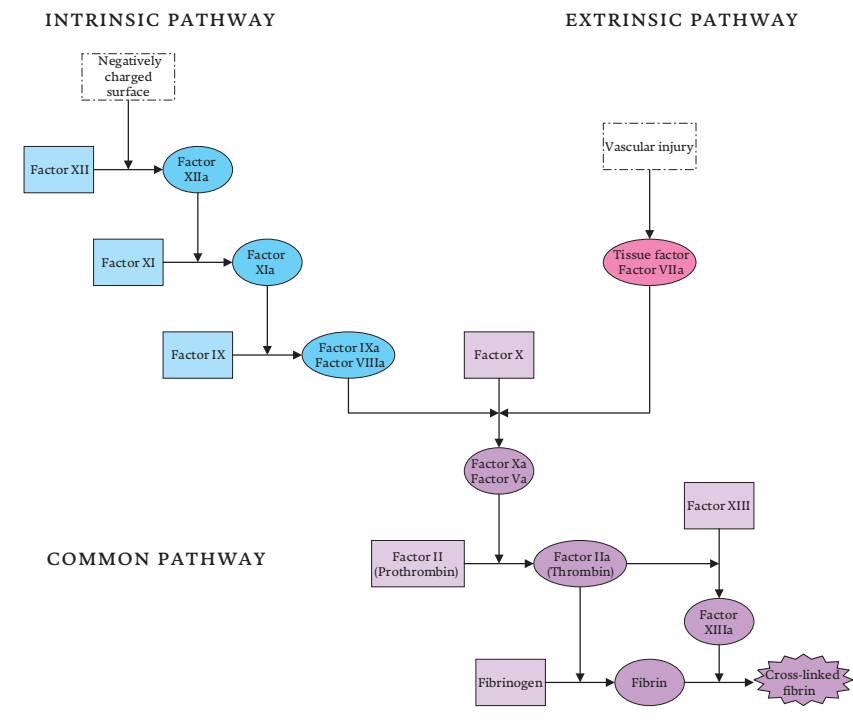 INTRINSIC PATHWAY
EXTRINSIC PATHWAY
Negatively
charged
surface
Vascular injury
Factor XII
Factor
XIIa
Factor XI
Factor
XIa
Tissue factor
Factor VIIa
Factor IX
Factor IXa
Factor VIIIa
Factor X
Factor Xa
Factor Va
Factor XIII
COMMON PATHWAY
Factor II
(Prothrombin)
Factor IIa
(Thrombin)
Factor
XIIIa
Fibrinogen
Fibrin
Cross-linked
fibrin